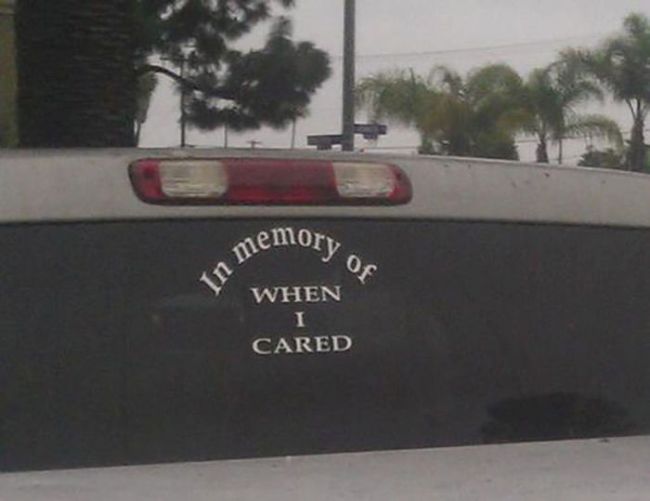 In memory of
WHEN
I
CARED